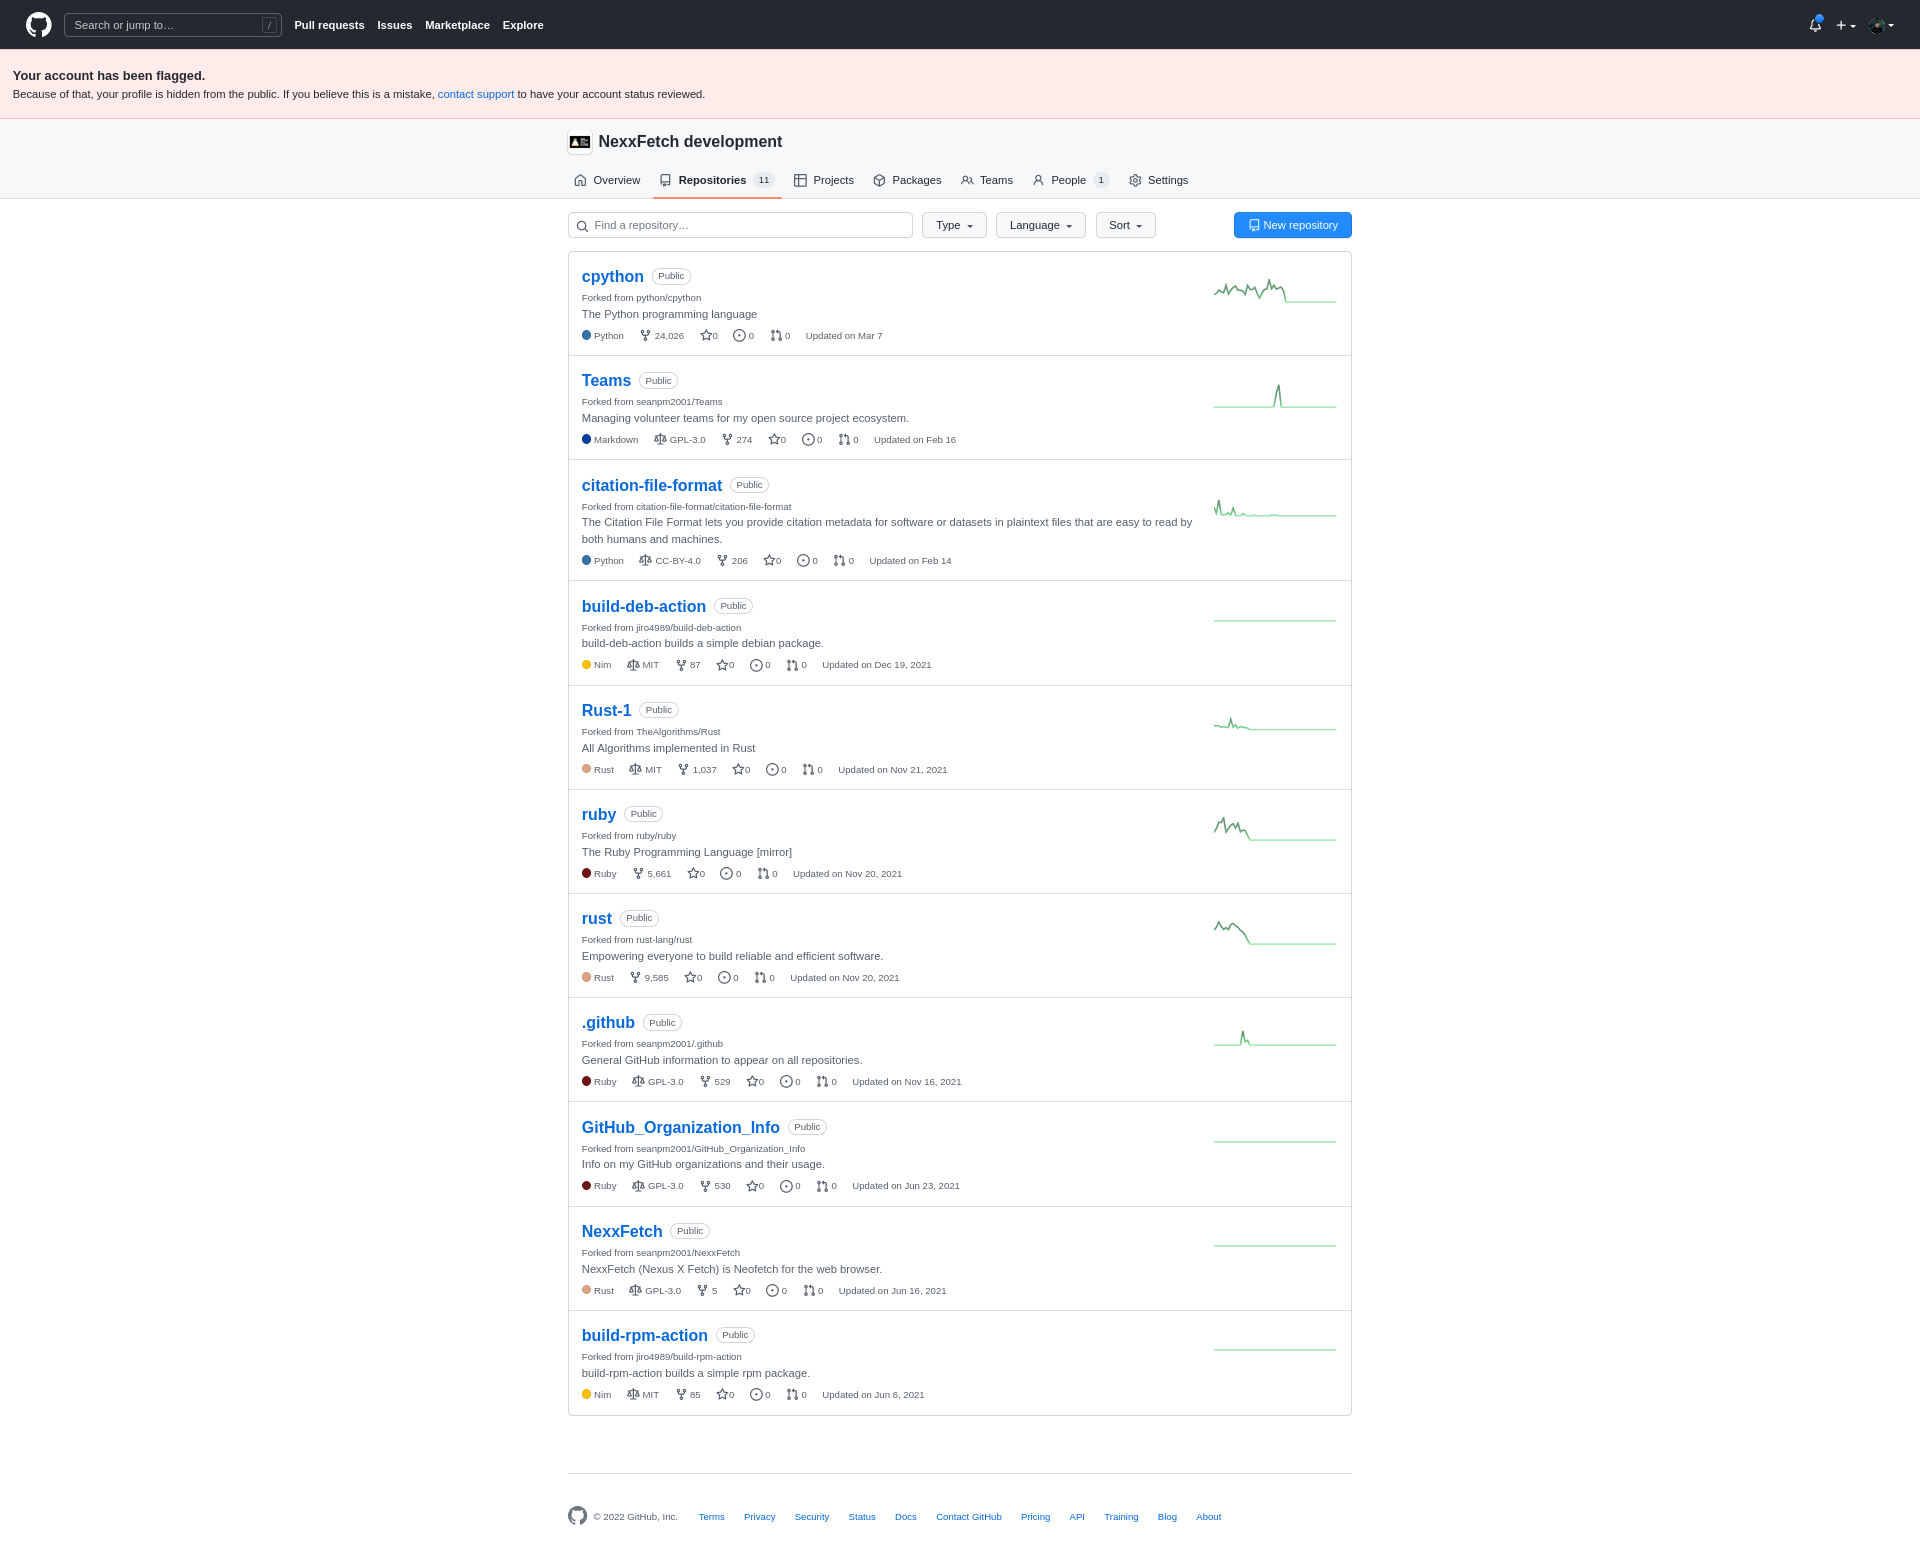 Search or jump to… /
Pull requests Issues Marketplace Explore
Your account has been flagged.
Because of that, your profile is hidden from the public. If you believe this is a mistake, contact support to have your account status reviewed.
NexxFetch development
Overview Repositories 11 Projects Packages Teams People 1 Settings
Find a repository… Type Language Sort New repository
cpython Public
Forked from python/cpython
The Python programming language
Python 24,026 0 0 0 Updated on Mar 7
Teams Public
Forked from seanpm2001/Teams
Managing volunteer teams for my open source project ecosystem.
Markdown GPL-3.0 274 0 0 0 Updated on Feb 16
citation-file-format Public
Forked from citation-file-format/citation-file-format
The Citation File Format lets you provide citation metadata for software or datasets in plaintext files that are easy to read by
both humans and machines.
Python CC-BY-4.0 206 0 0 0 Updated on Feb 14
build-deb-action Public
Forked from jiro4989/build-deb-action
build-deb-action builds a simple debian package.
Nim MIT 87 0 0 0 Updated on Dec 19, 2021
Rust-1 Public
Forked from TheAlgorithms/Rust
All Algorithms implemented in Rust
Rust MIT 1,037 0 0 0 Updated on Nov 21, 2021
ruby Public
Forked from ruby/ruby
The Ruby Programming Language [mirror]
Ruby 5,661 0 0 0 Updated on Nov 20, 2021
rust Public
Forked from rust-lang/rust
Empowering everyone to build reliable and efficient software.
Rust 9,585 0 0 0 Updated on Nov 20, 2021
.github Public
Forked from seanpm2001/.github
General GitHub information to appear on all repositories.
Ruby GPL-3.0 529 0 0 0 Updated on Nov 16, 2021
GitHub_Organization_Info Public
Forked from seanpm2001/GitHub_Organization_Info
Info on my GitHub organizations and their usage.
Ruby GPL-3.0 530 0 0 0 Updated on Jun 23, 2021
NexxFetch Public
Forked from seanpm2001/NexxFetch
NexxFetch (Nexus X Fetch) is Neofetch for the web browser.
Rust GPL-3.0 5 0 0 0 Updated on Jun 16, 2021
build-rpm-action Public
Forked from jiro4989/build-rpm-action
build-rpm-action builds a simple rpm package.
Nim MIT 85 0 0 0 Updated on Jun 6, 2021
© 2022 GitHub, Inc. Terms Privacy Security Status Docs Contact GitHub Pricing API Training Blog About